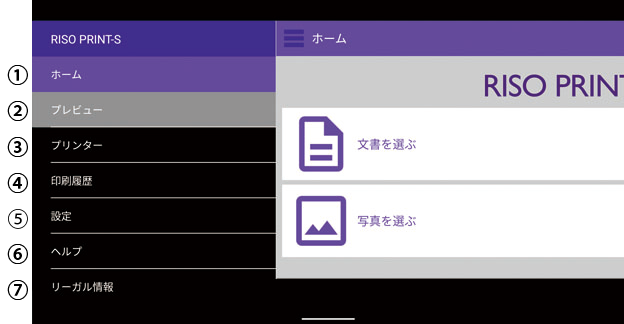 RISO PRINT-S
ホーム
RISO PRINT
① ホーム
② プレビュー
③ プリンター
④ 印刷履歴
⑤ 設定
⑥ ヘルプ
⑦ リーガル情報
文書を選ぶ
写真を選ぶ